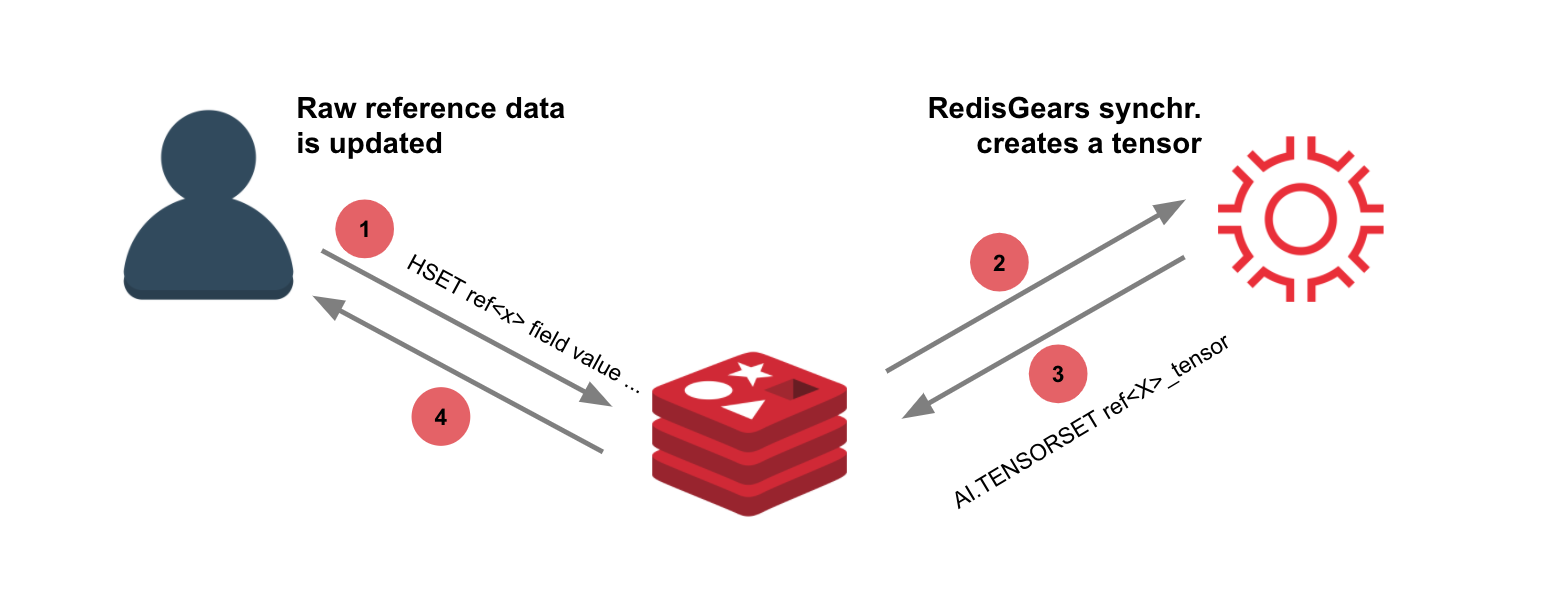 Raw reference data
is updated
RedisGears synchr.
creates a tensor
1
HSET ref<x> field value ...
2
3
AI.TENSORSET ref<X>_tensor
4